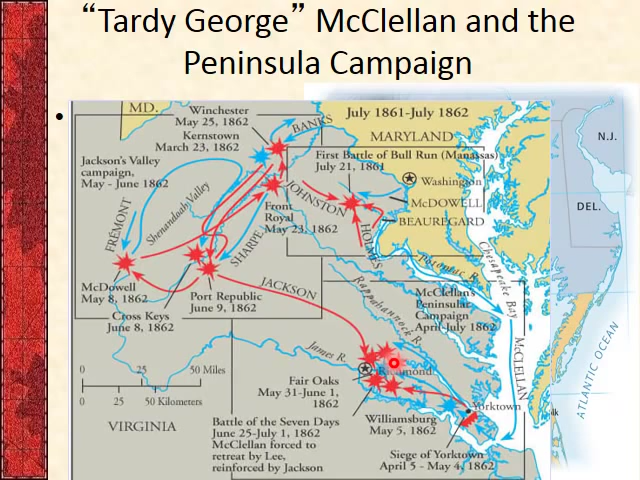 “Tardy George” McClellan and the
Peninsula Campaign
•
MD.
Winchester
May 25, 1862
Kernstown
March 23, 1862
BANKS
July 1861-July 1862
MARYLAND
First Battle of Bull Run (Manassas)
July 21, 1861
Washington
McDOWELL
BEAUREGARD
N.J.
DEL.
Jackson's Valley
campaign,
May - June 1862
Shenandoah Valley
FRÉMONT
JOHNSTON
HOLMES
SHARPE
Front
Royal
May 23, 1862
McDowell
May 8, 1862
Cross Keys
June 8, 1862
Port Republic
June 9, 1862
JACKSON
Potomac R.
Rappahannock R.
Chesapeake Bay
McClellan's
Peninsular
Campaign
April-July 1862
McCLELLAN
ATLANTIC OCEAN
James R.
Richmond
0 25 50 Miles
0 25 50 Kilometers
VIRGINIA
Fair Oaks
May 31-June 1,
1862
Battle of the Seven Days
June 25-July 1, 1862
McClellan forced to
retreat by Lee,
reinforced by Jackson
Williamsburg
May 5, 1862
Yorktown
Siege of Yorktown
April 5 - May 4, 1862